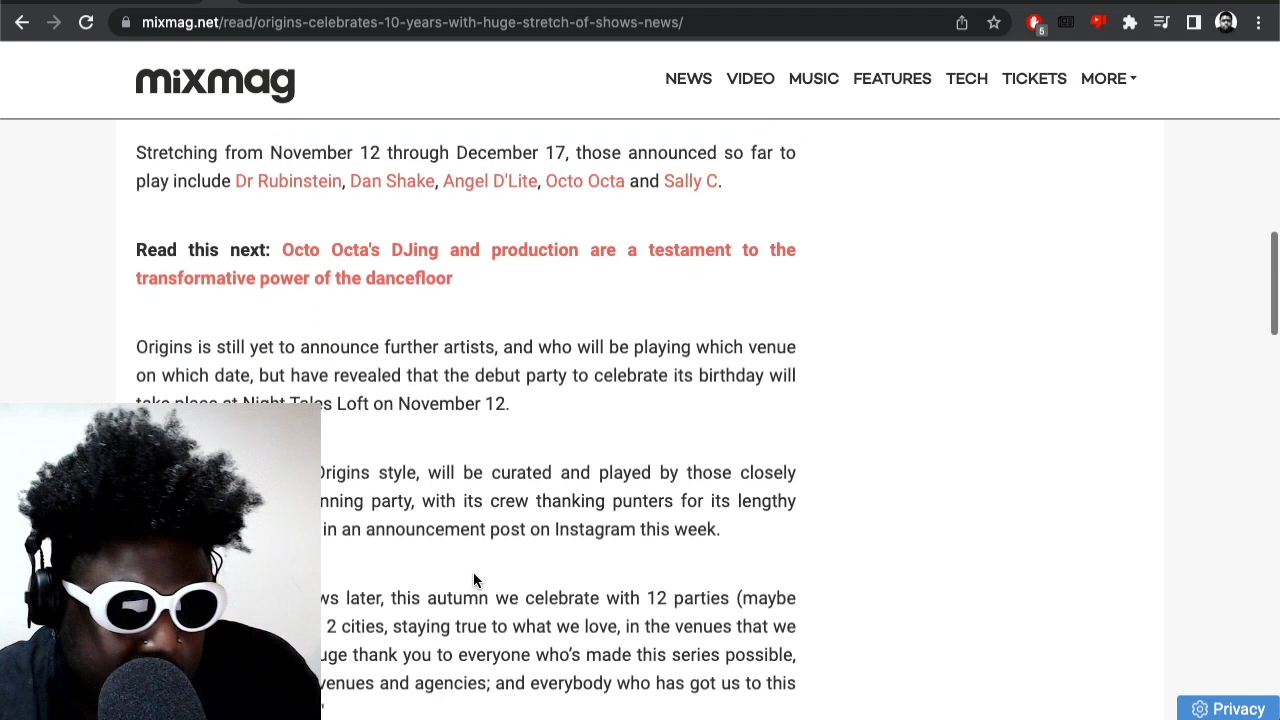 mixmag.net/read/origins-celebrates-10-years-with-huge-stretch-of-shows-news/
5
mixmag
NEWS VIDEO MUSIC FEATURES TECH TICKETS MORE
Stretching from November 12 through December 17, those announced so far to
play include Dr Rubinstein, Dan Shake, Angel D'Lite, Octo Octa and Sally C.
Read this next: Octo Octa's DJing and production are a testament to the
transformative power of the dancefloor
Origins is still yet to announce further artists, and who will be playing which venue
on which date, but have revealed that the debut party to celebrate its birthday will
take place at Night Tales Loft on November 12.
Origins style, will be curated and played by those closely
nning party, with its crew thanking punters for its lengthy
in an announcement post on Instagram this week.
ws later, this autumn we celebrate with 12 parties (maybe
2 cities, staying true to what we love, in the venues that we
uge thank you to everyone who's made this series possible,
venues and agencies; and everybody who has got us to this
Privacy